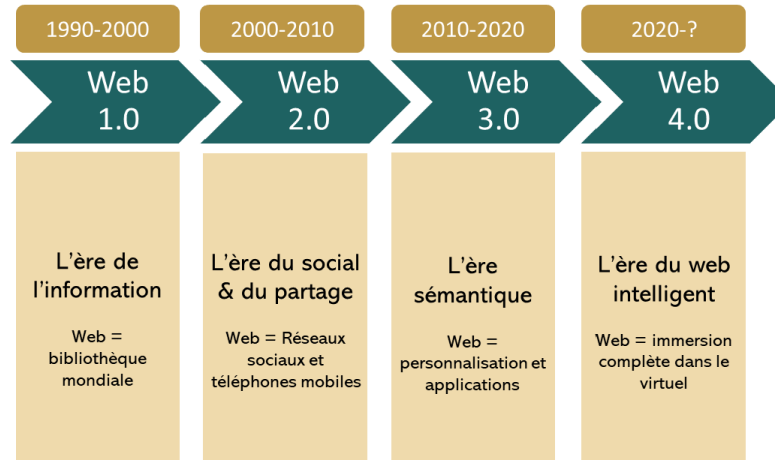 1990-2000
2000-2010
2010-2020
2020-?
Web
1.0
Web
2.0
Web
3.0
Web
4.0
L'ère de
l'information
Web =
bibliothèque
mondiale
L'ère du social
& du partage
Web = Réseaux
sociaux et
téléphones mobiles
L'ère
sémantique
Web =
personnalisation et
applications
L'ère du web
intelligent
Web = immersion
complète dans le
virtuel